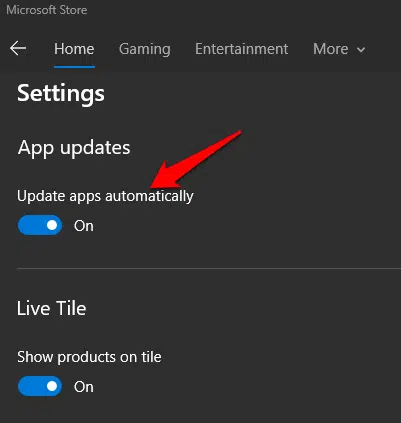 Microsoft Store
Home Gaming Entertainment More
Settings
App updates
Update apps automatically
On
Live Tile
Show products on tile
On